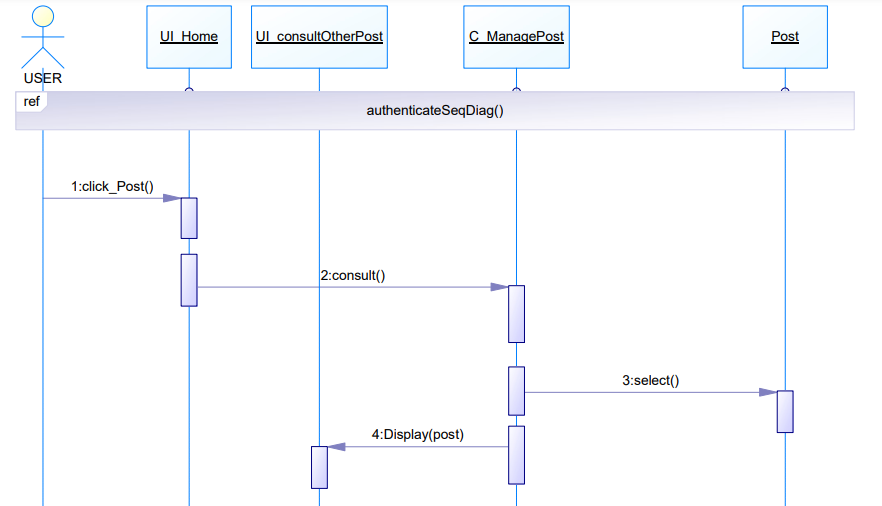 UI_Home
UI_consultOtherPost
C_ManagePost
Post
USER
ref
authenticateSeqDiag()
1:click_Post()
2:consult()
3:select()
4:Display(post)